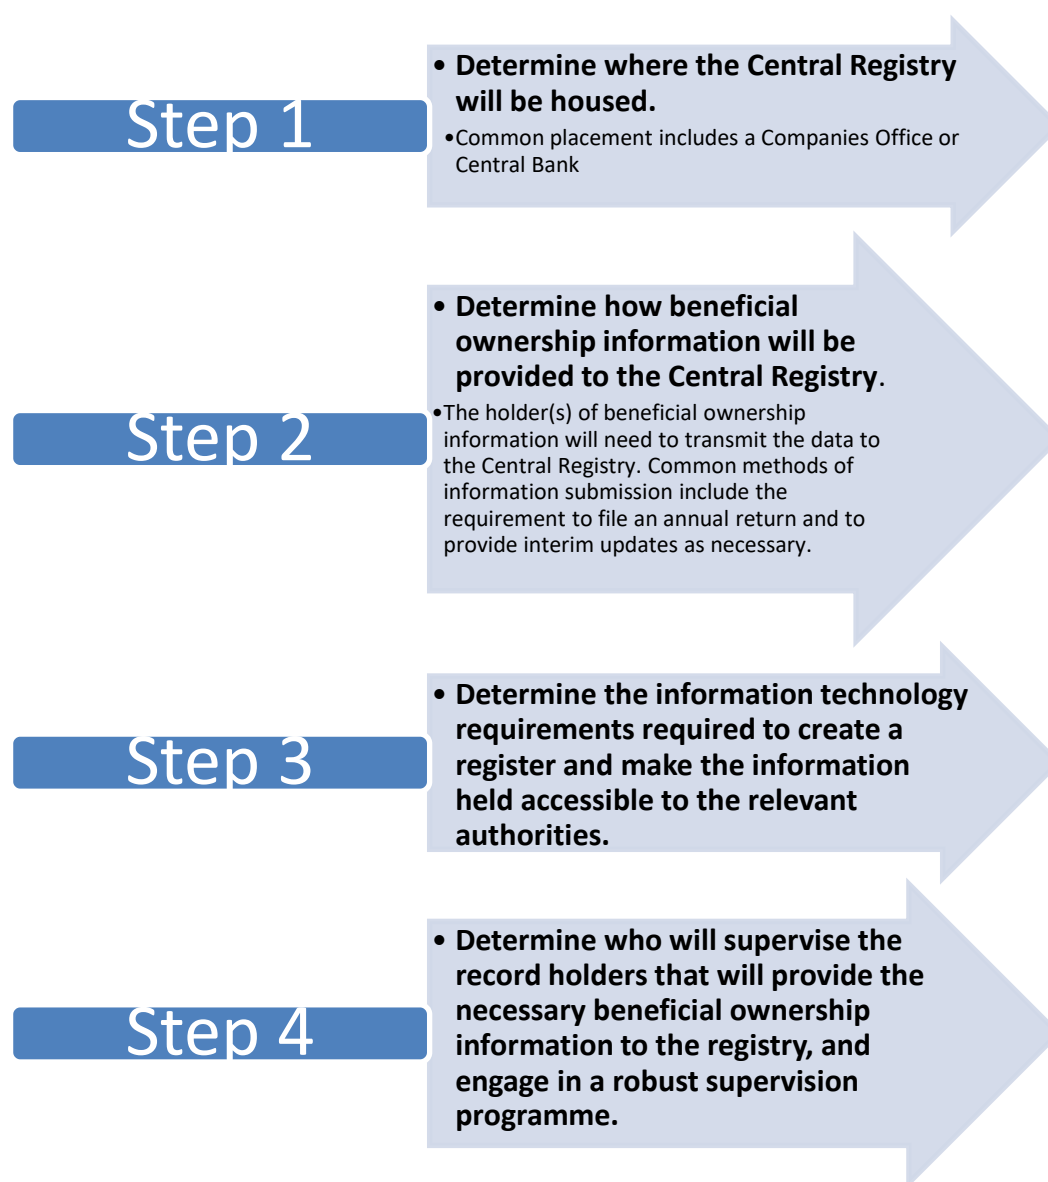 Step 1
• Determine where the Central Registry
will be housed.
•Common placement includes a Companies Office or
Central Bank
Step 2
• Determine how beneficial
ownership information will be
provided to the Central Registry.
•The holder(s) of beneficial ownership
information will need to transmit the data to
the Central Registry. Common methods of
information submission include the
requirement to file an annual return and to
provide interim updates as necessary.
Step 3
• Determine the information technology
requirements required to create a
register and make the information
held accessible to the relevant
authorities.
Step 4
• Determine who will supervise the
record holders that will provide the
necessary beneficial ownership
information to the registry, and
engage in a robust supervision
programme.